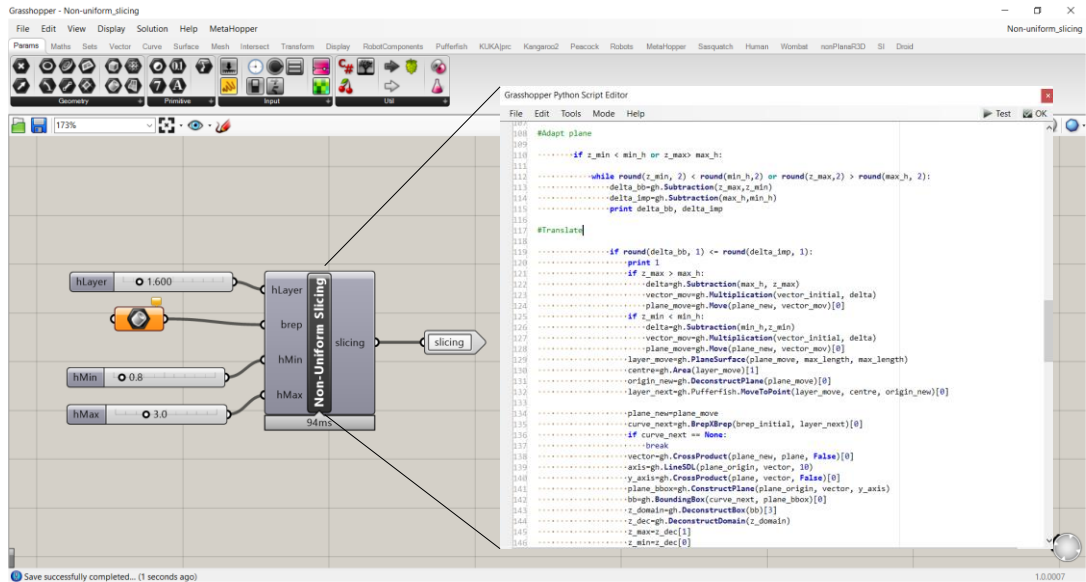 Grasshopper - Non-uniform_slicing
File Edit View Display Solution Help MetaHopper Non-uniform_slicing
Params Maths Sets Vector Curve Surface Mesh Intersect Transform Display RobotComponents Pufferfish KUKA|prc Kangaroo2 Peacock Robots MetaHopper Sasquatch Human Wombat nonPlanaR3D SI Droid
Geometry Primitive Input Util
173%
Grasshopper Python Script Editor
File Edit Tools Mode Help Test OK
107
108 #Adapt plane
109
110 if z_min < min_h or z_max> max_h:
111
112 while round(z_min, 2) < round(min_h,2) or round(z_max,2) > round(max_h, 2):
113 delta_bb=gh.Subtraction(z_max,z_min)
114 delta_imp=gh.Subtraction(max_h,min_h)
115 print delta_bb, delta_imp
116
117 #Translate
118
119 if round(delta_bb, 1) <= round(delta_imp, 1):
120 print 1
121 if z_max > max_h:
122 delta=gh.Subtraction(max_h, z_max)
123 vector_mov=gh.Multiplication(vector_initial, delta)
124 plane_move=gh.Move(plane_new, vector_mov)[0]
125 if z_min < min_h:
126 delta=gh.Subtraction(min_h,z_min)
127 vector_mov=gh.Multiplication(vector_initial, delta)
128 plane_move=gh.Move(plane_new, vector_mov)[0]
129 layer_move=gh.PlaneSurface(plane_move, max_length, max_length)
130 centre=gh.Area(layer_move)[1]
131 origin_new=gh.DeconstructPlane(plane_move)[0]
132 layer_next=gh.Pufferfish.MoveToPoint(layer_move, centre, origin_new)[0]
133
134 plane_new=plane_move
135 curve_next=gh.BrepXBrep(brep_initial, layer_next)[0]
136 if curve_next == None:
137 break
138 vector=gh.CrossProduct(plane_new, plane, False)[0]
139 axis=gh.LineSDL(plane_origin, vector, 10)
140 y_axis=gh.CrossProduct(plane, vector, False)[0]
141 plane_bbox=gh.ConstructPlane(plane_origin, vector, y_axis)
142 bb=gh.BoundingBox(curve_next, plane_bbox)[0]
143 z_domain=gh.DeconstructBox(bb)[3]
144 z_dec=gh.DeconstructDomain(z_domain)
145 z_max=z_dec[1]
146 z_min=z_dec[0]
hLayer 1.600
hMin 0.8
hMax 3.0
hLayer
brep
hMin
hMax
Non-Uniform Slicing
slicing
94ms
slicing
Save successfully completed... (1 seconds ago) 1.0.0007